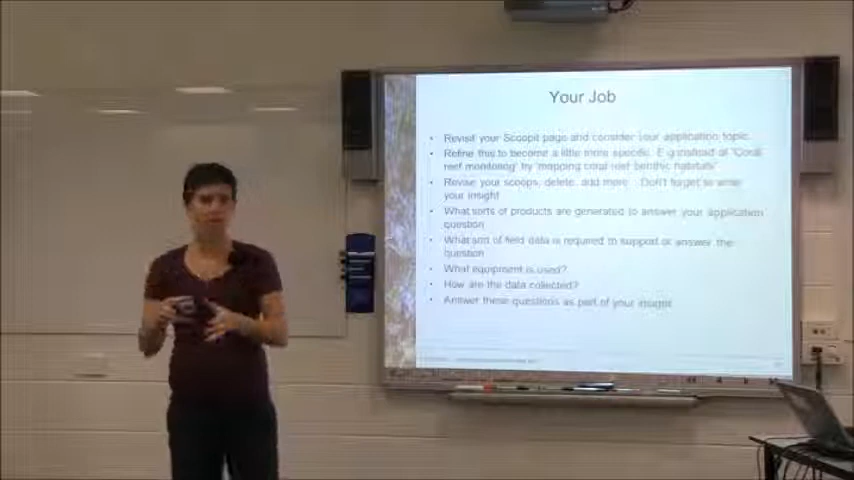 Your Job
• Revisit your Scoopit page and consider your application topic.
• Refine this to become a little more specific. E.g instead of 'Coral
reef monitoring' try 'mapping coral reef benthic habitats'
• Revise your scoops, delete, add more Don't forget to write
your insight
• What sorts of products are generated to answer your application
question
• What sort of field data is required to support or answer the
question
• What equipment is used?
• How are the data collected?
• Answer these questions as part of your insight